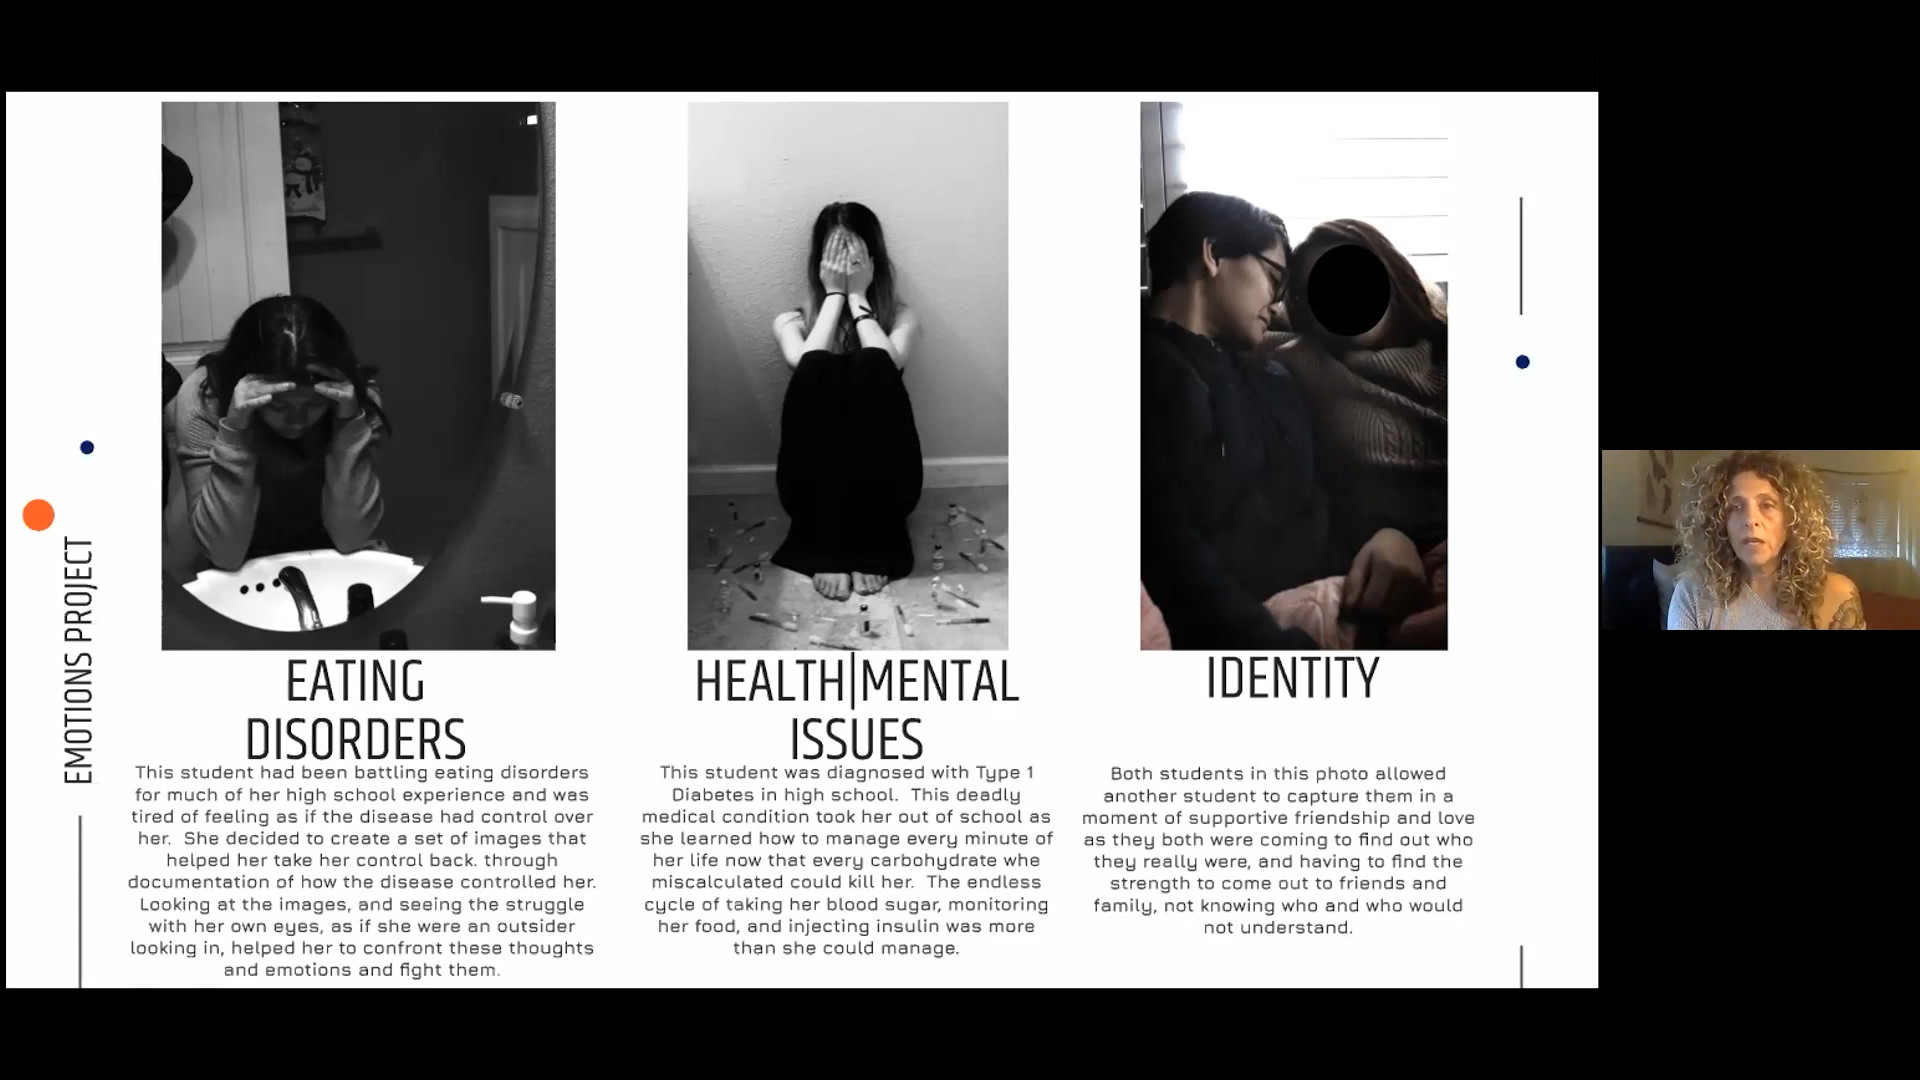 EMOTIONS PROJECT
EATING
DISORDERS
This student had been battling eating disorders
for much of her high school experience and was
tired of feeling as if the disease had control over
her. She decided to create a set of images that
helped her take her control back. through
documentation of how the disease controlled her.
Looking at the images, and seeing the struggle
with her own eyes, as if she were an outsider
looking in, helped her to confront these thoughts
and emotions and fight them.
HEALTH|MENTAL
ISSUES
This student was diagnosed with Type 1
Diabetes in high school. This deadly
medical condition took her out of school as
she learned how to manage every minute of
her life now that every carbohydrate whe
miscalculated could kill her. The endless
cycle of taking her blood sugar, monitoring
her food, and injecting insulin was more
than she could manage.
IDENTITY
Both students in this photo allowed
another student to capture them in a
moment of supportive friendship and love
as they both were coming to find out who
they really were, and having to find the
strength to come out to friends and
family, not knowing who and who would
not understand.